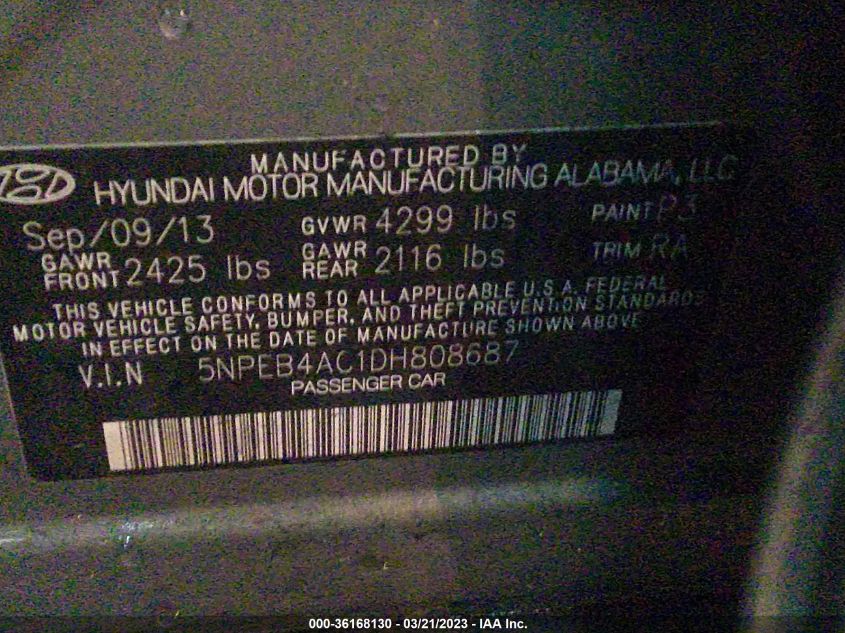 MANUFACTURED BY
HYUNDAI MOTOR MANUFACTURING ALABAMA, LLC
Sep/09/13 GVWR 4299 lbs PAINT P3
GAWR FRONT 2425 lbs GAWR REAR 2116 lbs TRIM RA
THIS VEHICLE CONFORMS TO ALL APPLICABLE U.S.A. FEDERAL
MOTOR VEHICLE SAFETY, BUMPER, AND THEFT PREVENTION STANDARDS
IN EFFECT ON THE DATE OF MANUFACTURE SHOWN ABOVE
V.I.N 5NPEB4AC1DH808687
PASSENGER CAR
000-36168130 - 03/21/2023 - IAA Inc.